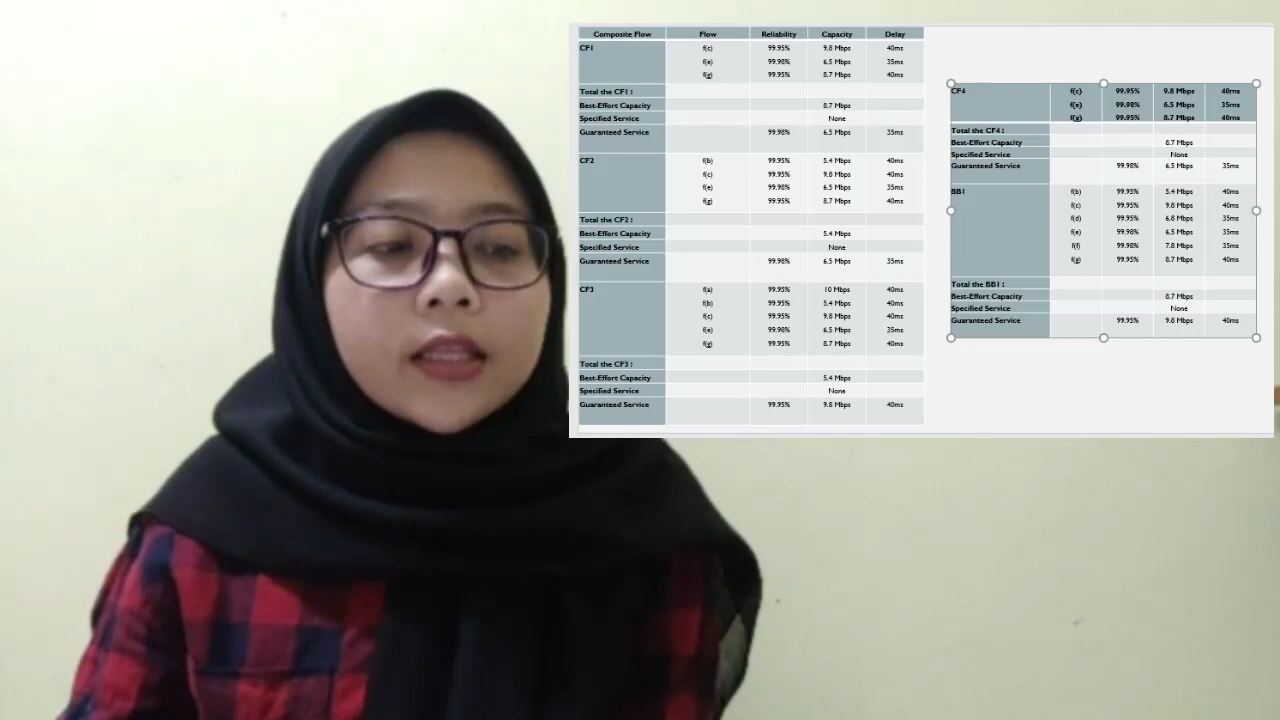 Composite Flow Flow Reliability Capacity Delay
CF1 f(c) 99.95% 9.8 Mbps 40ms
f(e) 99.98% 6.5 Mbps 35ms
f(g) 99.95% 8.7 Mbps 40ms
Total the CF1 :
Best-Effort Capacity 8.7 Mbps
Specified Service None
Guaranteed Service 99.98% 6.5 Mbps 35ms
CF2 f(b) 99.95% 5.4 Mbps 40ms
f(c) 99.95% 9.8 Mbps 40ms
f(e) 99.98% 6.5 Mbps 35ms
f(g) 99.95% 8.7 Mbps 40ms
Total the CF2 :
Best-Effort Capacity 5.4 Mbps
Specified Service None
Guaranteed Service 99.98% 6.5 Mbps 35ms
CF3 f(a) 99.95% 10 Mbps 40ms
f(b) 99.95% 5.4 Mbps 40ms
f(c) 99.95% 9.8 Mbps 40ms
f(e) 99.98% 6.5 Mbps 35ms
f(g) 99.95% 8.7 Mbps 40ms
Total the CF3 :
Best-Effort Capacity 5.4 Mbps
Specified Service None
Guaranteed Service 99.95% 9.8 Mbps 40ms
CF4 f(c) 99.95% 9.8 Mbps 40ms
f(e) 99.98% 6.5 Mbps 35ms
f(g) 99.95% 8.7 Mbps 40ms
Total the CF4 :
Best-Effort Capacity 8.7 Mbps
Specified Service None
Guaranteed Service 99.98% 6.5 Mbps 35ms
BB1 f(b) 99.95% 5.4 Mbps 40ms
f(c) 99.95% 9.8 Mbps 40ms
f(d) 99.95% 6.8 Mbps 35ms
f(e) 99.98% 6.5 Mbps 35ms
f(f) 99.98% 7.8 Mbps 35ms
f(g) 99.95% 8.7 Mbps 40ms
Total the BB1 :
Best-Effort Capacity 8.7 Mbps
Specified Service None
Guaranteed Service 99.95% 9.8 Mbps 40ms